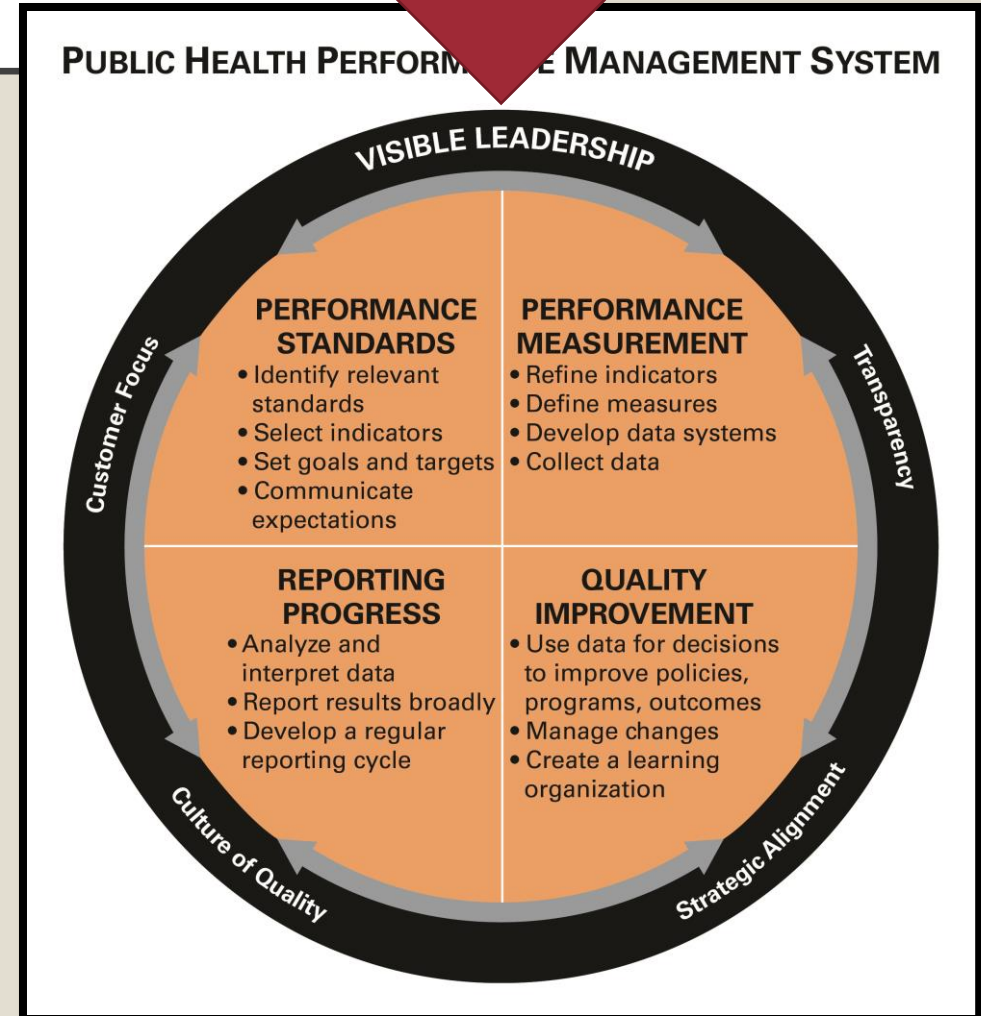 PUBLIC HEALTH PERFORM E MANAGEMENT SYSTEM
VISIBLE LEADERSHIP
Customer Focus
Transparency
PERFORMANCE
STANDARDS
• Identify relevant
standards
• Select indicators
• Set goals and targets
• Communicate
expectations
PERFORMANCE
MEASUREMENT
• Refine indicators
• Define measures
• Develop data systems
• Collect data
REPORTING
PROGRESS
• Analyze and
interpret data
• Report results broadly
• Develop a regular
reporting cycle
QUALITY
IMPROVEMENT
• Use data for decisions
to improve policies,
programs, outcomes
• Manage changes
• Create a learning
organization
Culture of Quality
Strategic Alignment